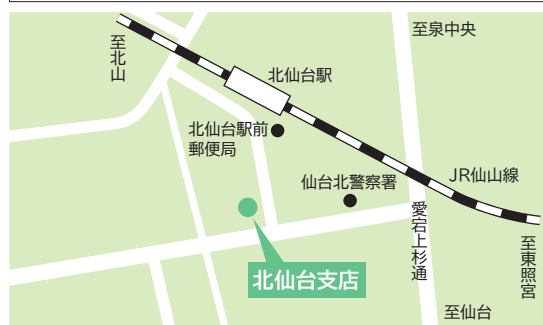 至泉中央
至北山
北仙台駅
北仙台駅前
郵便局
仙台北警察署
JR仙山線
愛宕上杉通
至東照宮
北仙台支店
至仙台